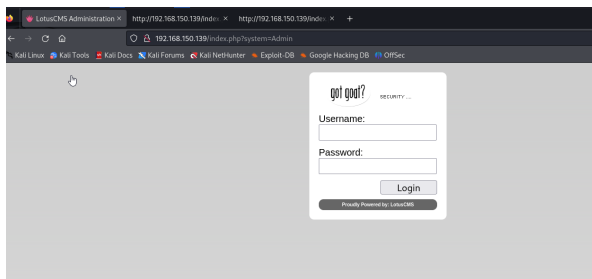 LotusCMS Administration ×
http://192.168.150.139/index. ×
http://192.168.150.139/index ×
+
192.168.150.139/index.php?system=Admin
Kali Linux
Kali Tools
Kali Docs
Kali Forums
Kali NetHunter
Exploit-DB
Google Hacking DB
OffSec
got goat?
SECURITY ...
Username:
Password:
Login
Proudly Powered by: LotusCMS